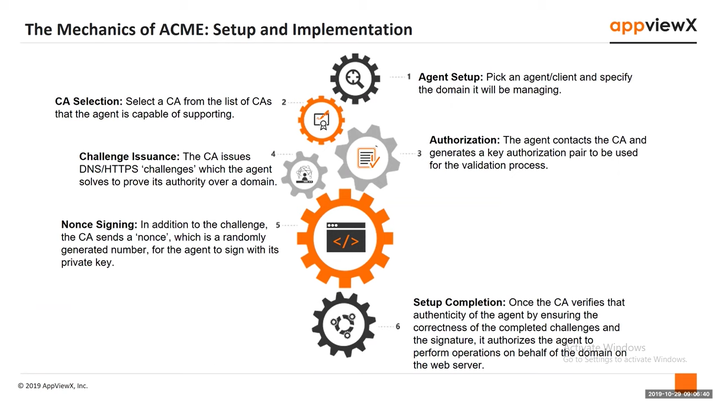 The Mechanics of ACME: Setup and Implementation
appviewX
1
Agent Setup: Pick an agent/client and specify
the domain it will be managing.
CA Selection: Select a CA from the list of CAs
that the agent is capable of supporting.
2
Authorization: The agent contacts the CA and
generates a key authorization pair to be used
for the validation process.
3
Challenge Issuance: The CA issues
DNS/HTTPS ‘challenges’ which the agent
solves to prove its authority over a domain.
4
Nonce Signing: In addition to the challenge,
the CA sends a ‘nonce’, which is a randomly
generated number, for the agent to sign with its
private key.
5
</>
6
Setup Completion: Once the CA verifies that
authenticity of the agent by ensuring the
correctness of the completed challenges and
the signature, it authorizes the agent to
perform operations on behalf of the domain on
the web server.
Activate Windows
Go to Settings to activate Windows.
© 2019 AppViewX, Inc.
2019-10-29 09:06:40